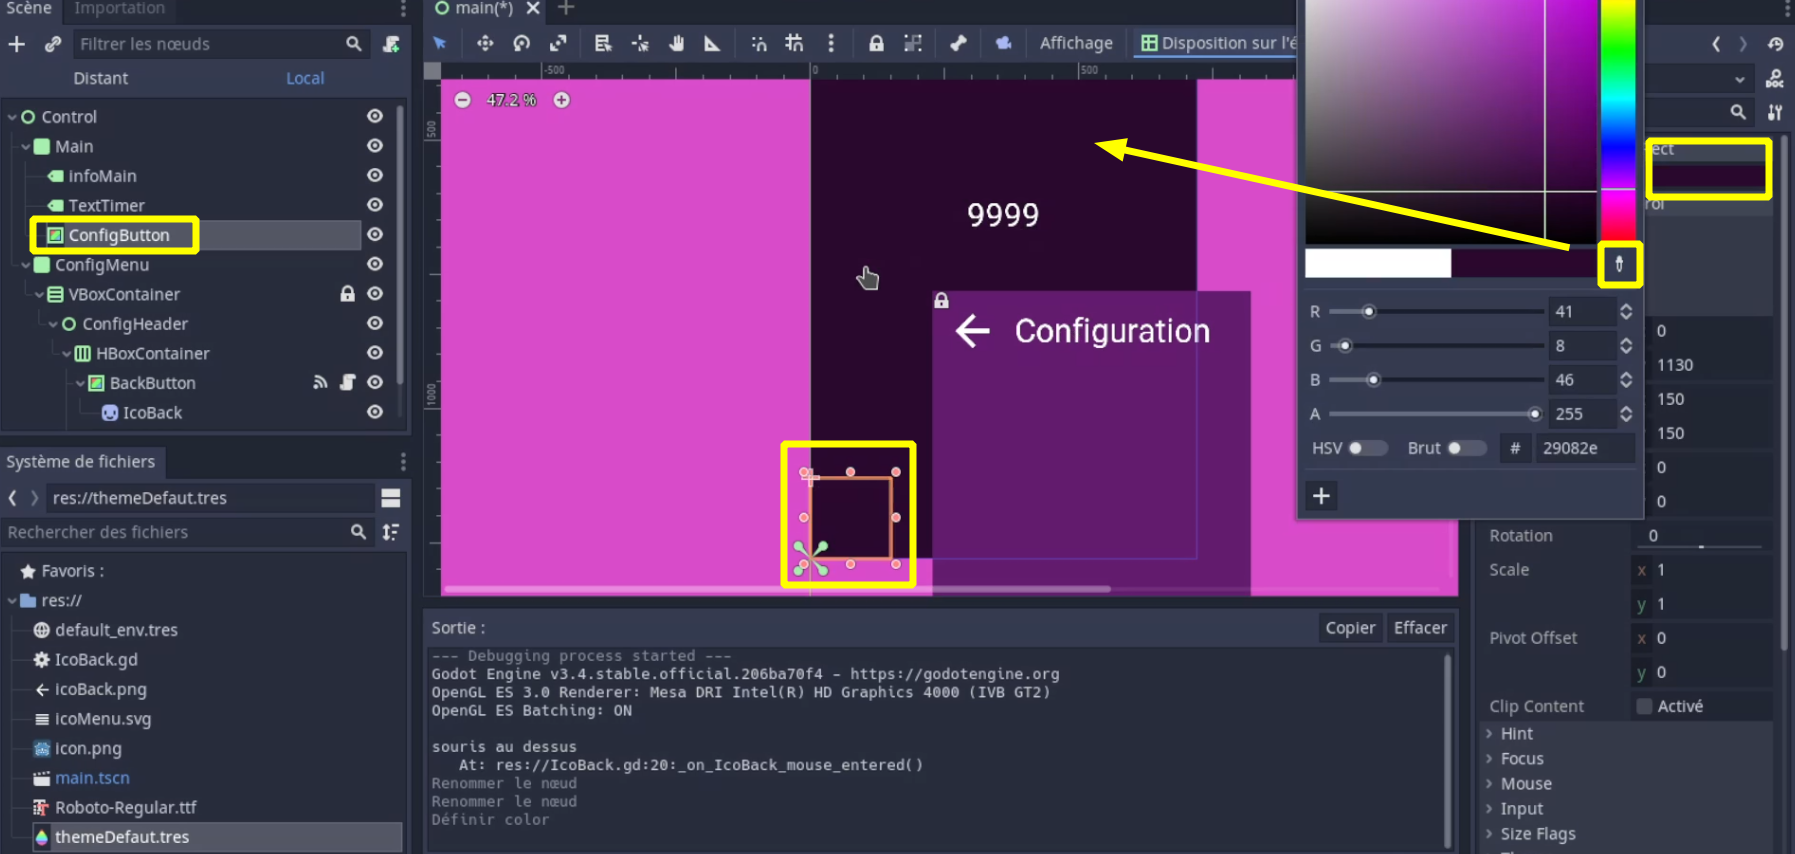 Scène Importation
Filtrer les nœuds
Distant Local
Control
Main
infoMain
TextTimer
ConfigButton
ConfigMenu
VBoxContainer
ConfigHeader
HBoxContainer
BackButton
IcoBack
Système de fichiers
res://themeDefaut.tres
Rechercher des fichiers
Favoris :
res://
default_env.tres
IcoBack.gd
icoBack.png
icoMenu.svg
icon.png
main.tscn
Roboto-Regular.ttf
themeDefaut.tres
main(*)
Affichage Disposition sur l'é
-500 0 500
500
1000
47.2 %
9999
Configuration
Sortie : Copier Effacer
--- Debugging process started ---
Godot Engine v3.4.stable.official.206ba70f4 - https://godotengine.org
OpenGL ES 3.0 Renderer: Mesa DRI Intel(R) HD Graphics 4000 (IVB GT2)
OpenGL ES Batching: ON
souris au dessus
At: res://IcoBack.gd:20:_on_IcoBack_mouse_entered()
Renommer le nœud
Renommer le nœud
Définir color
R 41
G 8
B 46
A 255
HSV Brut # 29082e
DOC
ect
rol
0
1130
150
150
0
0
Rotation 0
Scale x 1
y 1
Pivot Offset x 0
y 0
Clip Content Activé
Hint
Focus
Mouse
Input
Size Flags